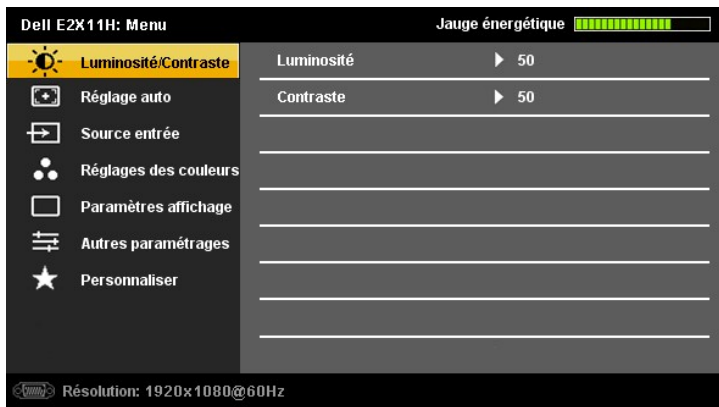 Dell E2X11H: Menu Jauge énergétique
Luminosité/Contraste Luminosité 50
Réglage auto Contraste 50
Source entrée
Réglages des couleurs
Paramètres affichage
Autres paramétrages
Personnaliser
Résolution: 1920x1080@60Hz